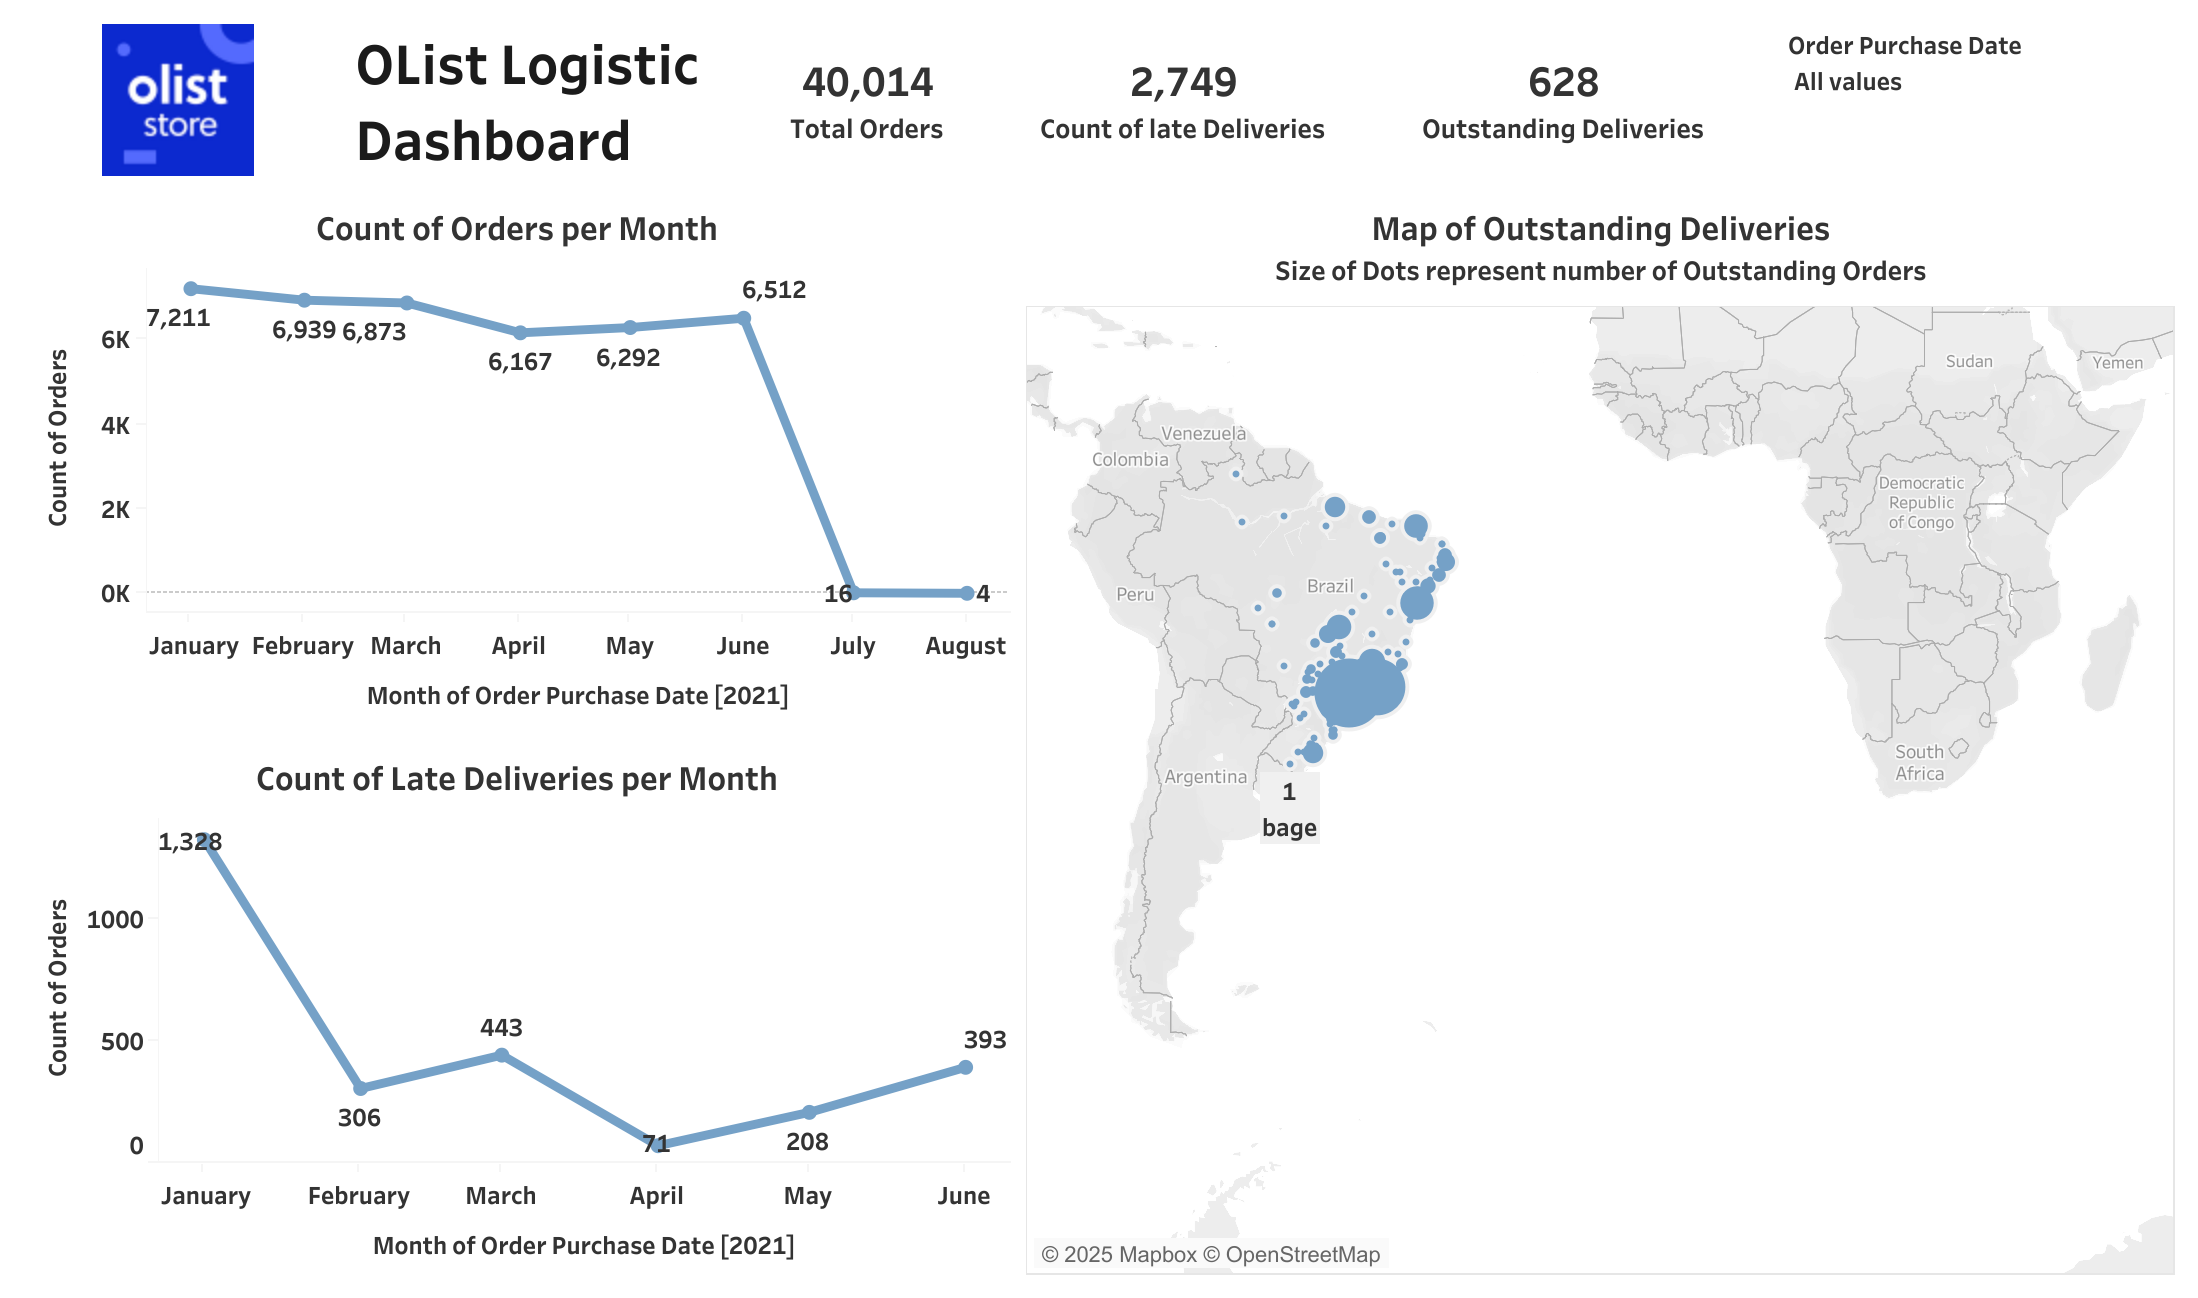 olist
store
OList Logistic
Dashboard
40,014
Total Orders
2,749
Count of late Deliveries
628
Outstanding Deliveries
Order Purchase Date
All values
Count of Orders per Month
Count of Orders
6K
4K
2K
0K
7,211
6,939
6,873
6,167
6,292
6,512
16
4
January
February
March
April
May
June
July
August
Month of Order Purchase Date [2021]
Count of Late Deliveries per Month
Count of Orders
1000
500
0
1,328
306
443
71
208
393
January
February
March
April
May
June
Month of Order Purchase Date [2021]
Map of Outstanding Deliveries
Size of Dots represent number of Outstanding Orders
Sudan
Yemen
Venezuela
Colombia
Democratic
Republic
of Congo
Brazil
Peru
South
Africa
Argentina
1
bage
© 2025 Mapbox © OpenStreetMap